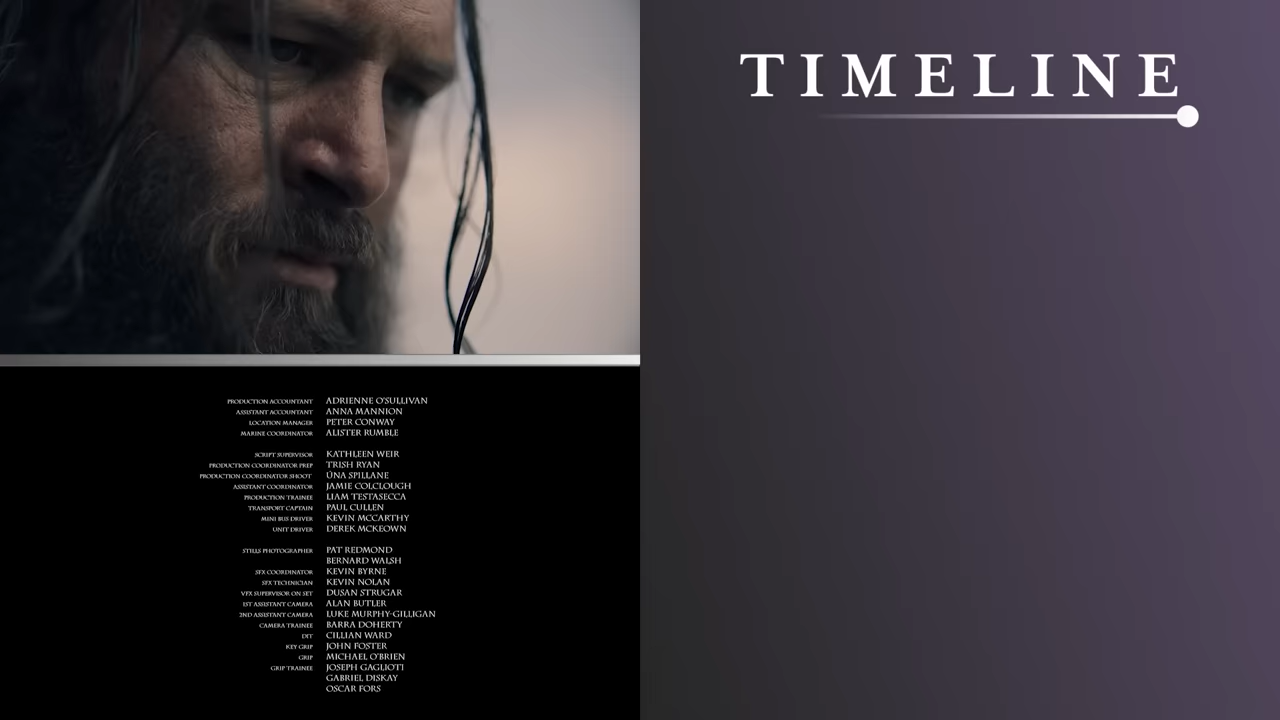 TIMELINE
PRODUCTION ACCOUNTANT ADRIENNE O'SULLIVAN
ASSISTANT ACCOUNTANT ANNA MANNION
LOCATION MANAGER PETER CONWAY
MARINE COORDINATOR ALISTER RUMBLE
SCRIPT SUPERVISOR KATHLEEN WEIR
PRODUCTION COORDINATOR PREP TRISH RYAN
PRODUCTION COORDINATOR SHOOT ÚNA SPILLANE
ASSISTANT COORDINATOR JAMIE COLCLOUGH
PRODUCTION TRAINEE LIAM TESTASECCA
TRANSPORT CAPTAIN PAUL CULLEN
MINI BUS DRIVER KEVIN MCCARTHY
UNIT DRIVER DEREK MCKEOWN
STILLS PHOTOGRAPHER PAT REDMOND
BERNARD WALSH
SFX COORDINATOR KEVIN BYRNE
SFX TECHNICIAN KEVIN NOLAN
VFX SUPERVISOR ON SET DUSAN STRUGAR
1ST ASSISTANT CAMERA ALAN BUTLER
2ND ASSISTANT CAMERA LUKE MURPHY-GILLIGAN
CAMERA TRAINEE BARRA DOHERTY
DIT CILLIAN WARD
KEY GRIP JOHN FOSTER
GRIP MICHAEL O'BRIEN
GRIP TRAINEE JOSEPH GAGLIOTI
GABRIEL DISKAY
OSCAR FORS